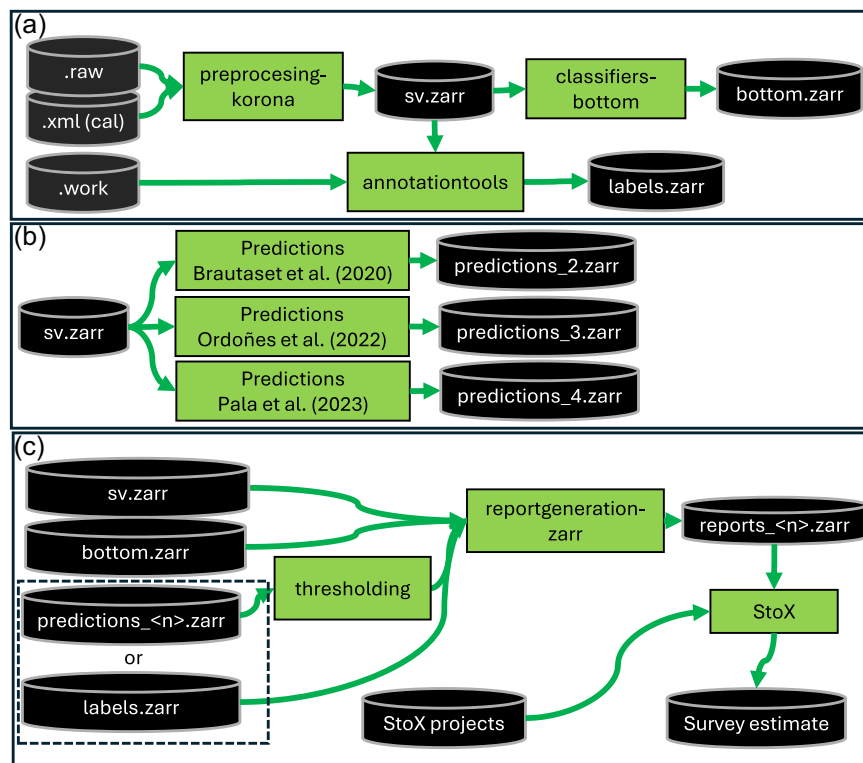 (a)
.raw
.xml (cal)
.work
preprocesing-
korona
sv.zarr
classifiers-
bottom
bottom.zarr
annotationtools
labels.zarr
(b)
sv.zarr
Predictions
Brautaset et al. (2020)
predictions_2.zarr
Predictions
Ordoñes et al. (2022)
predictions_3.zarr
Predictions
Pala et al. (2023)
predictions_4.zarr
(c)
sv.zarr
bottom.zarr
predictions_<n>.zarr
or
labels.zarr
thresholding
reportgeneration-
zarr
reports_<n>.zarr
StoX
StoX projects
Survey estimate